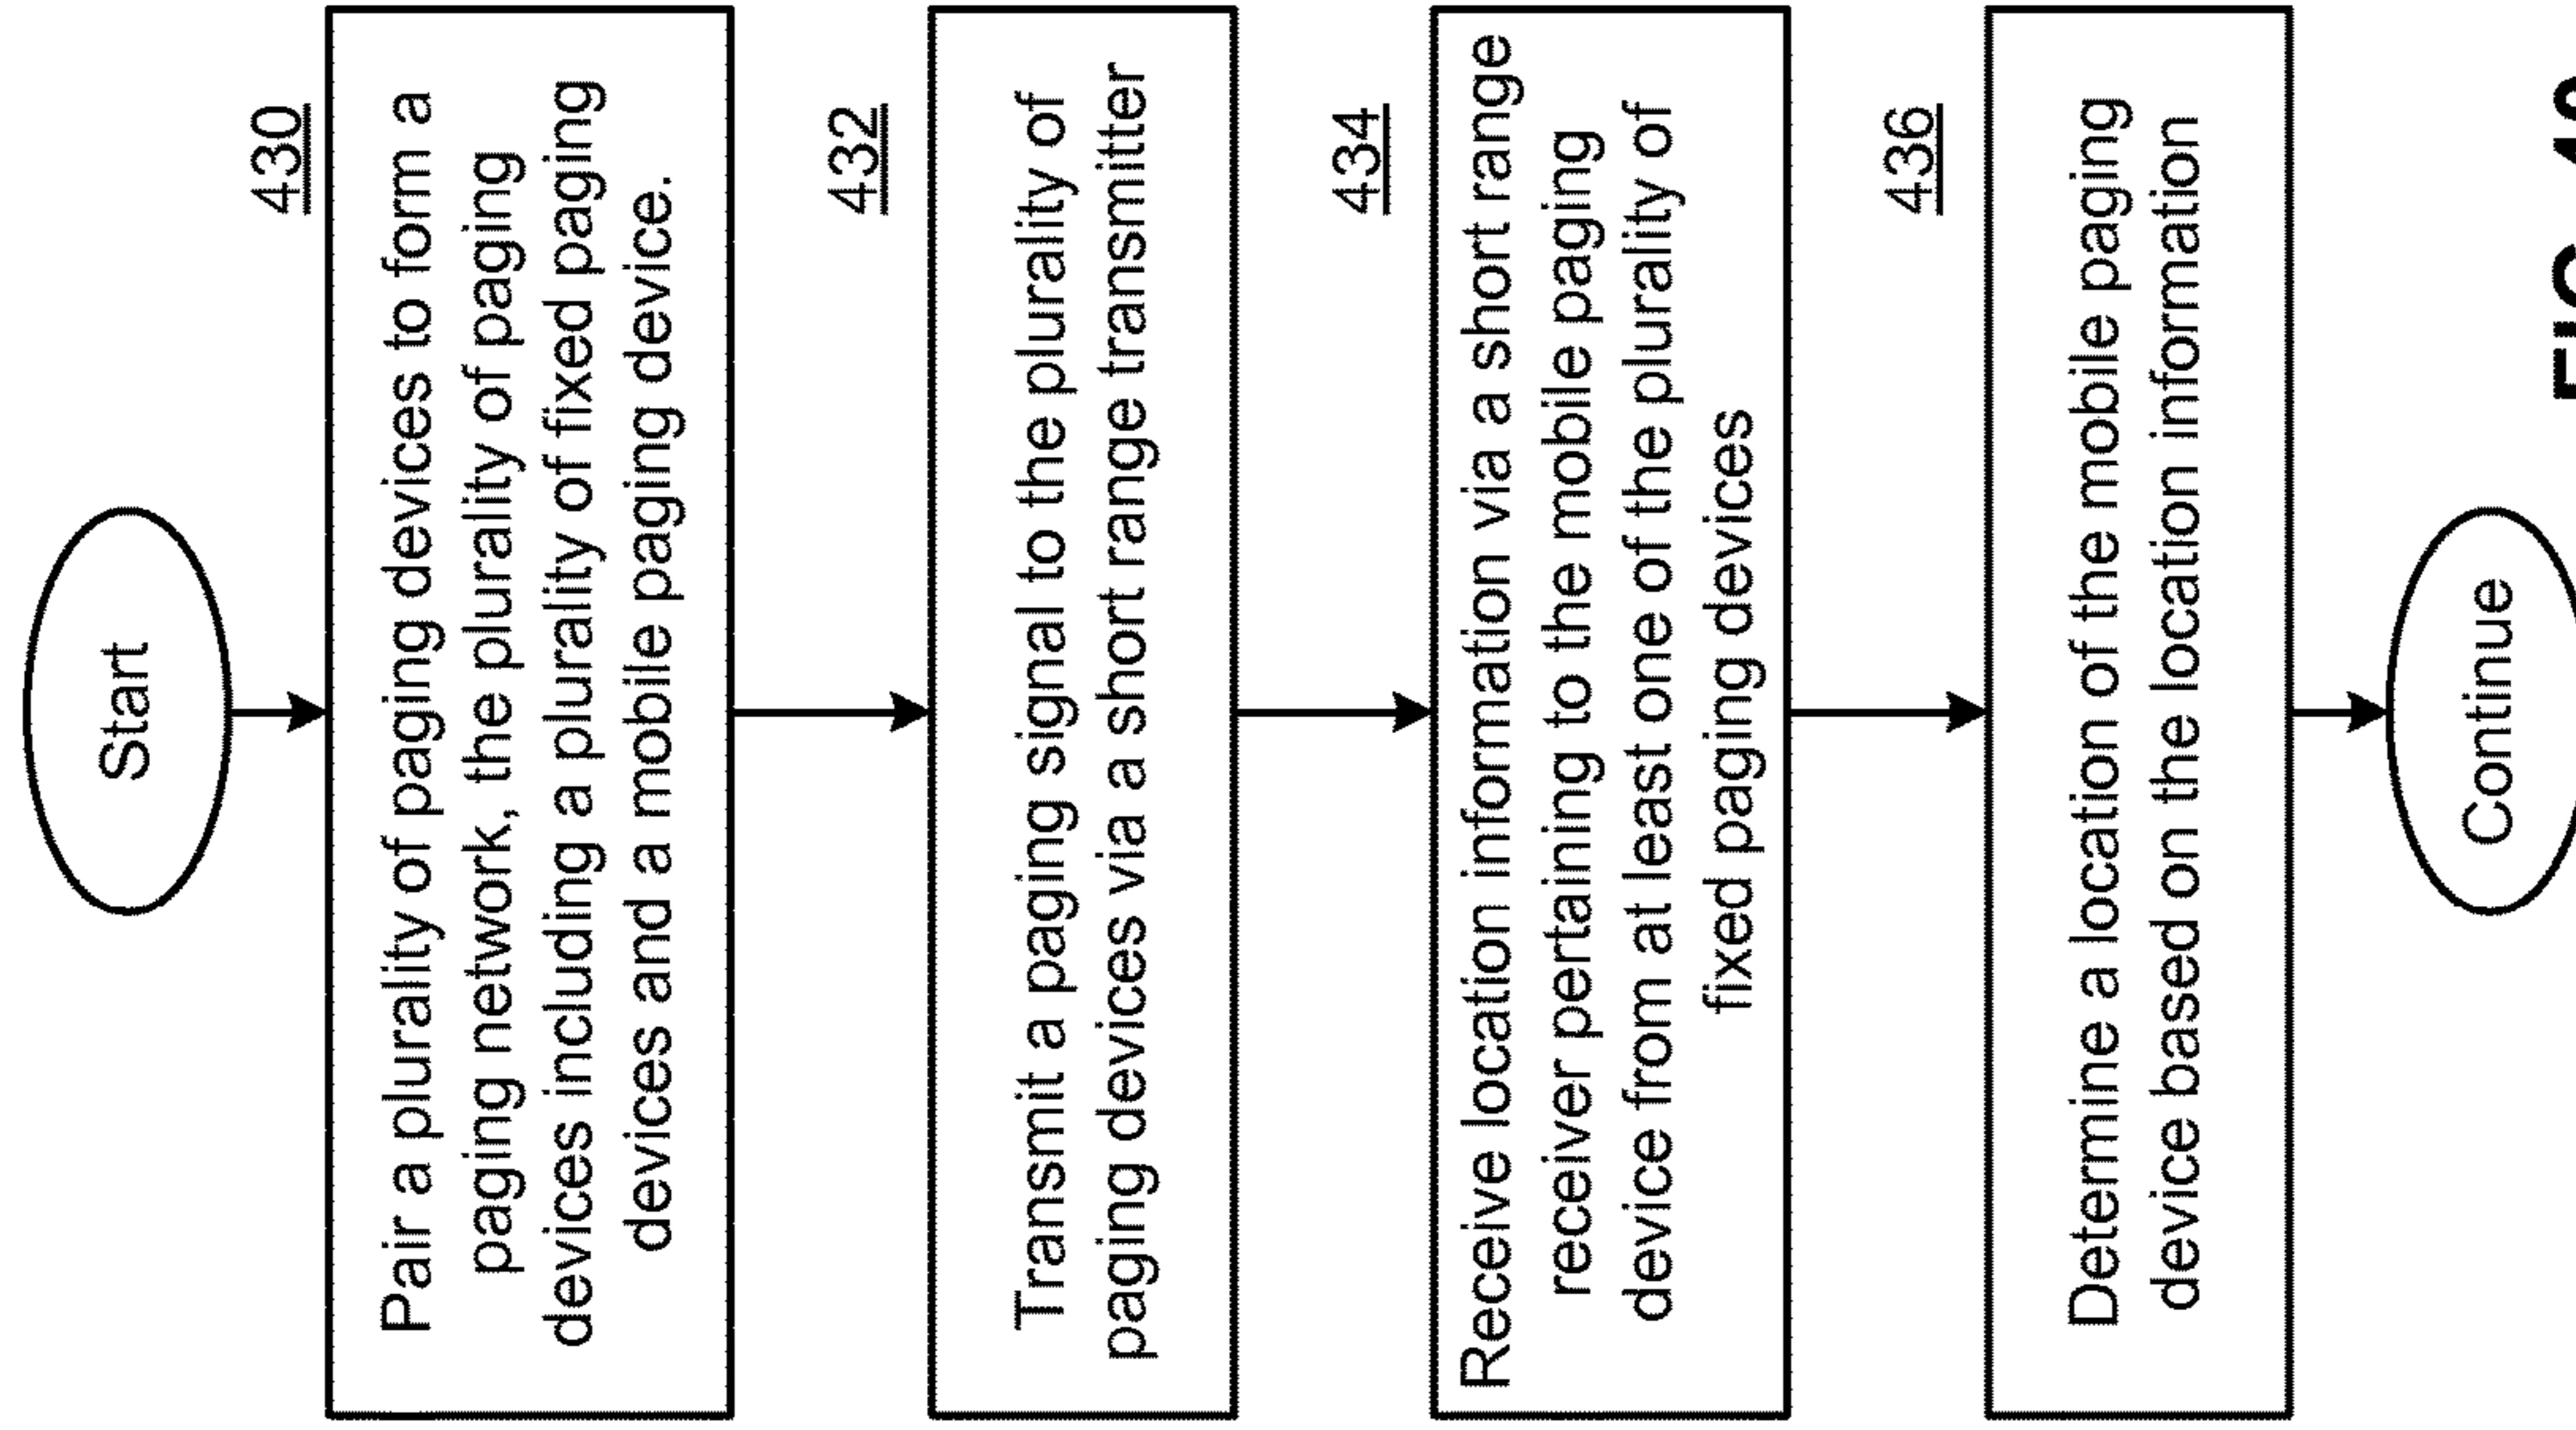 Start
430
Pair a plurality of paging devices to form a
paging network, the plurality of paging
devices including a plurality of fixed paging
devices and a mobile paging device.
432
Transmit a paging signal to the plurality of
paging devices via a short range transmitter
434
Receive location information via a short range
receiver pertaining to the mobile paging
device from at least one of the plurality of
fixed paging devices
436
Determine a location of the mobile paging
device based on the location information
Continue
FIG.